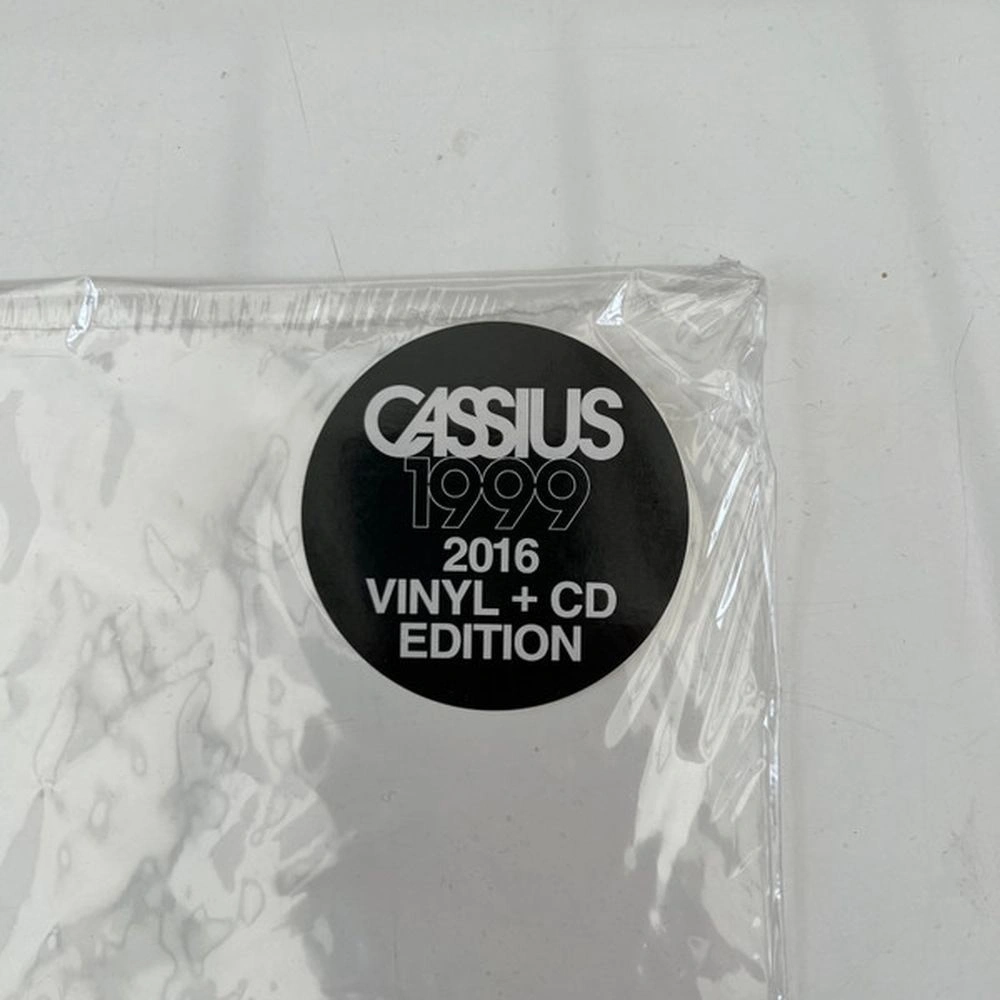 CASSIUS
1999
2016
VINYL + CD
EDITION